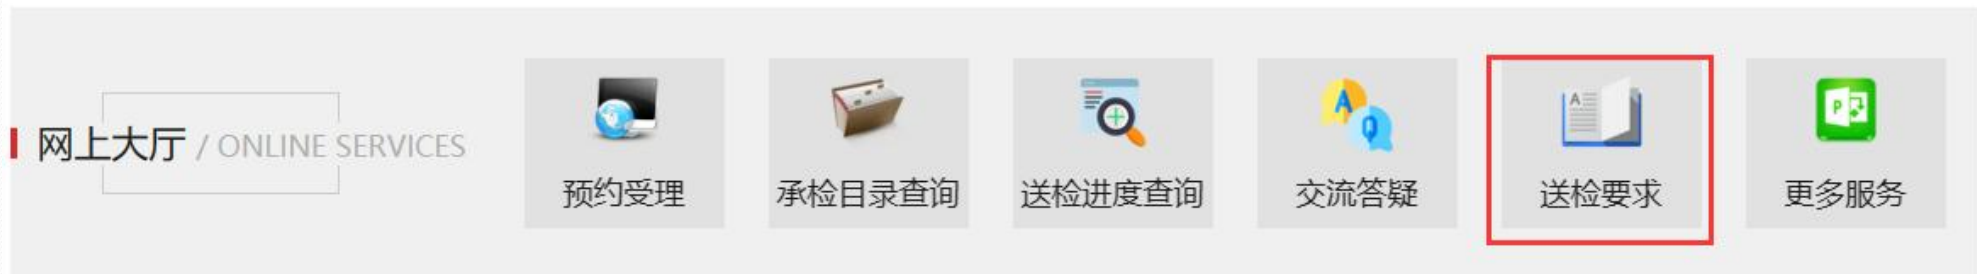 网上大厅 / ONLINE SERVICES
预约受理
承检目录查询
送检进度查询
交流答疑
送检要求
更多服务